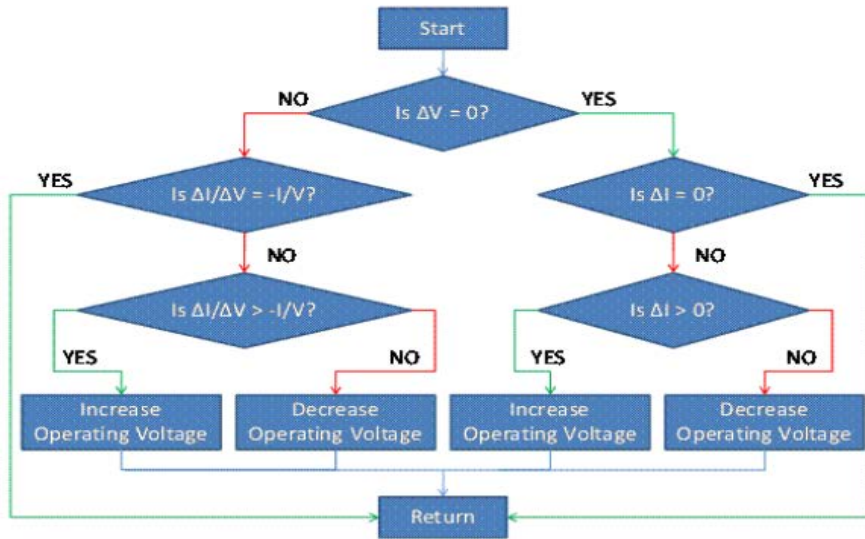 Start
NO
YES
Is ΔV = 0?
YES
Is ΔI/ΔV = -I/V?
Is ΔI = 0?
YES
NO
NO
Is ΔI/ΔV > -I/V?
Is ΔI > 0?
YES
NO
YES
NO
Increase
Operating Voltage
Decrease
Operating Voltage
Increase
Operating Voltage
Decrease
Operating Voltage
Return